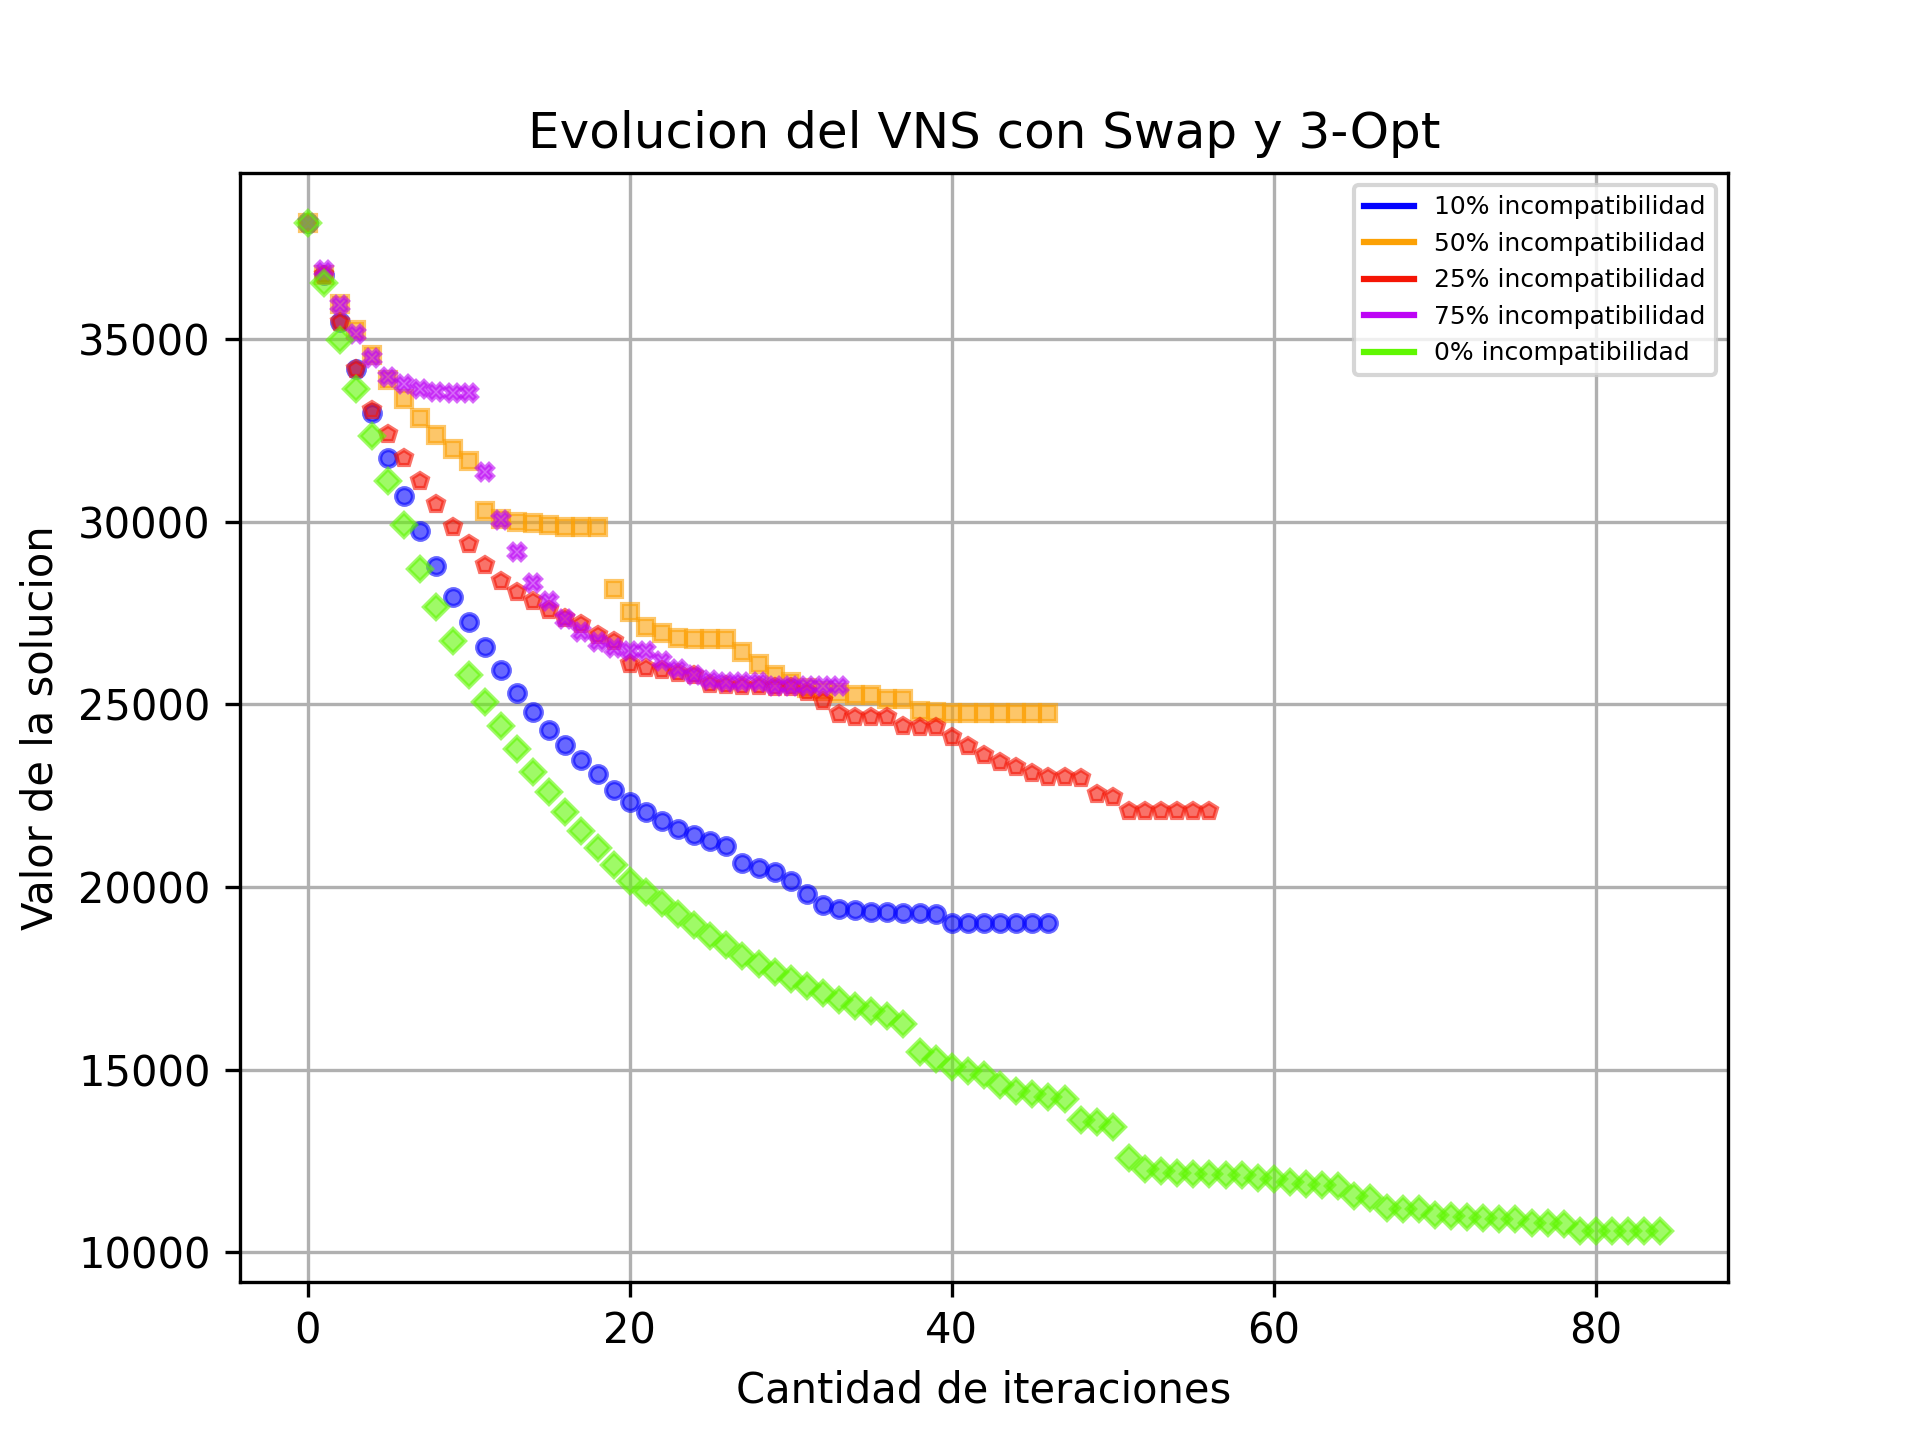 Evolucion del VNS con Swap y 3-Opt
10% incompatibilidad
50% incompatibilidad
25% incompatibilidad
75% incompatibilidad
0% incompatibilidad
Valor de la solucion
35000
30000
25000
20000
15000
10000
0 20 40 60 80
Cantidad de iteraciones